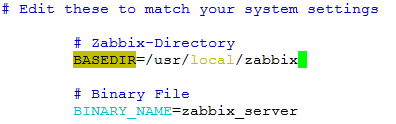 # Edit these to match your system settings
# Zabbix-Directory
BASEDIR=/usr/local/zabbix
# Binary File
BINARY_NAME=zabbix_server